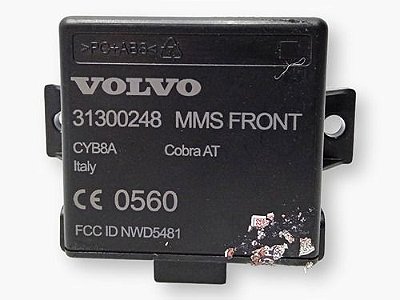 >PC+ABS<
VOLVO
31300248 MMS FRONT
CYB8A Cobra AT
Italy
CE 0560
FCC ID NWD5481